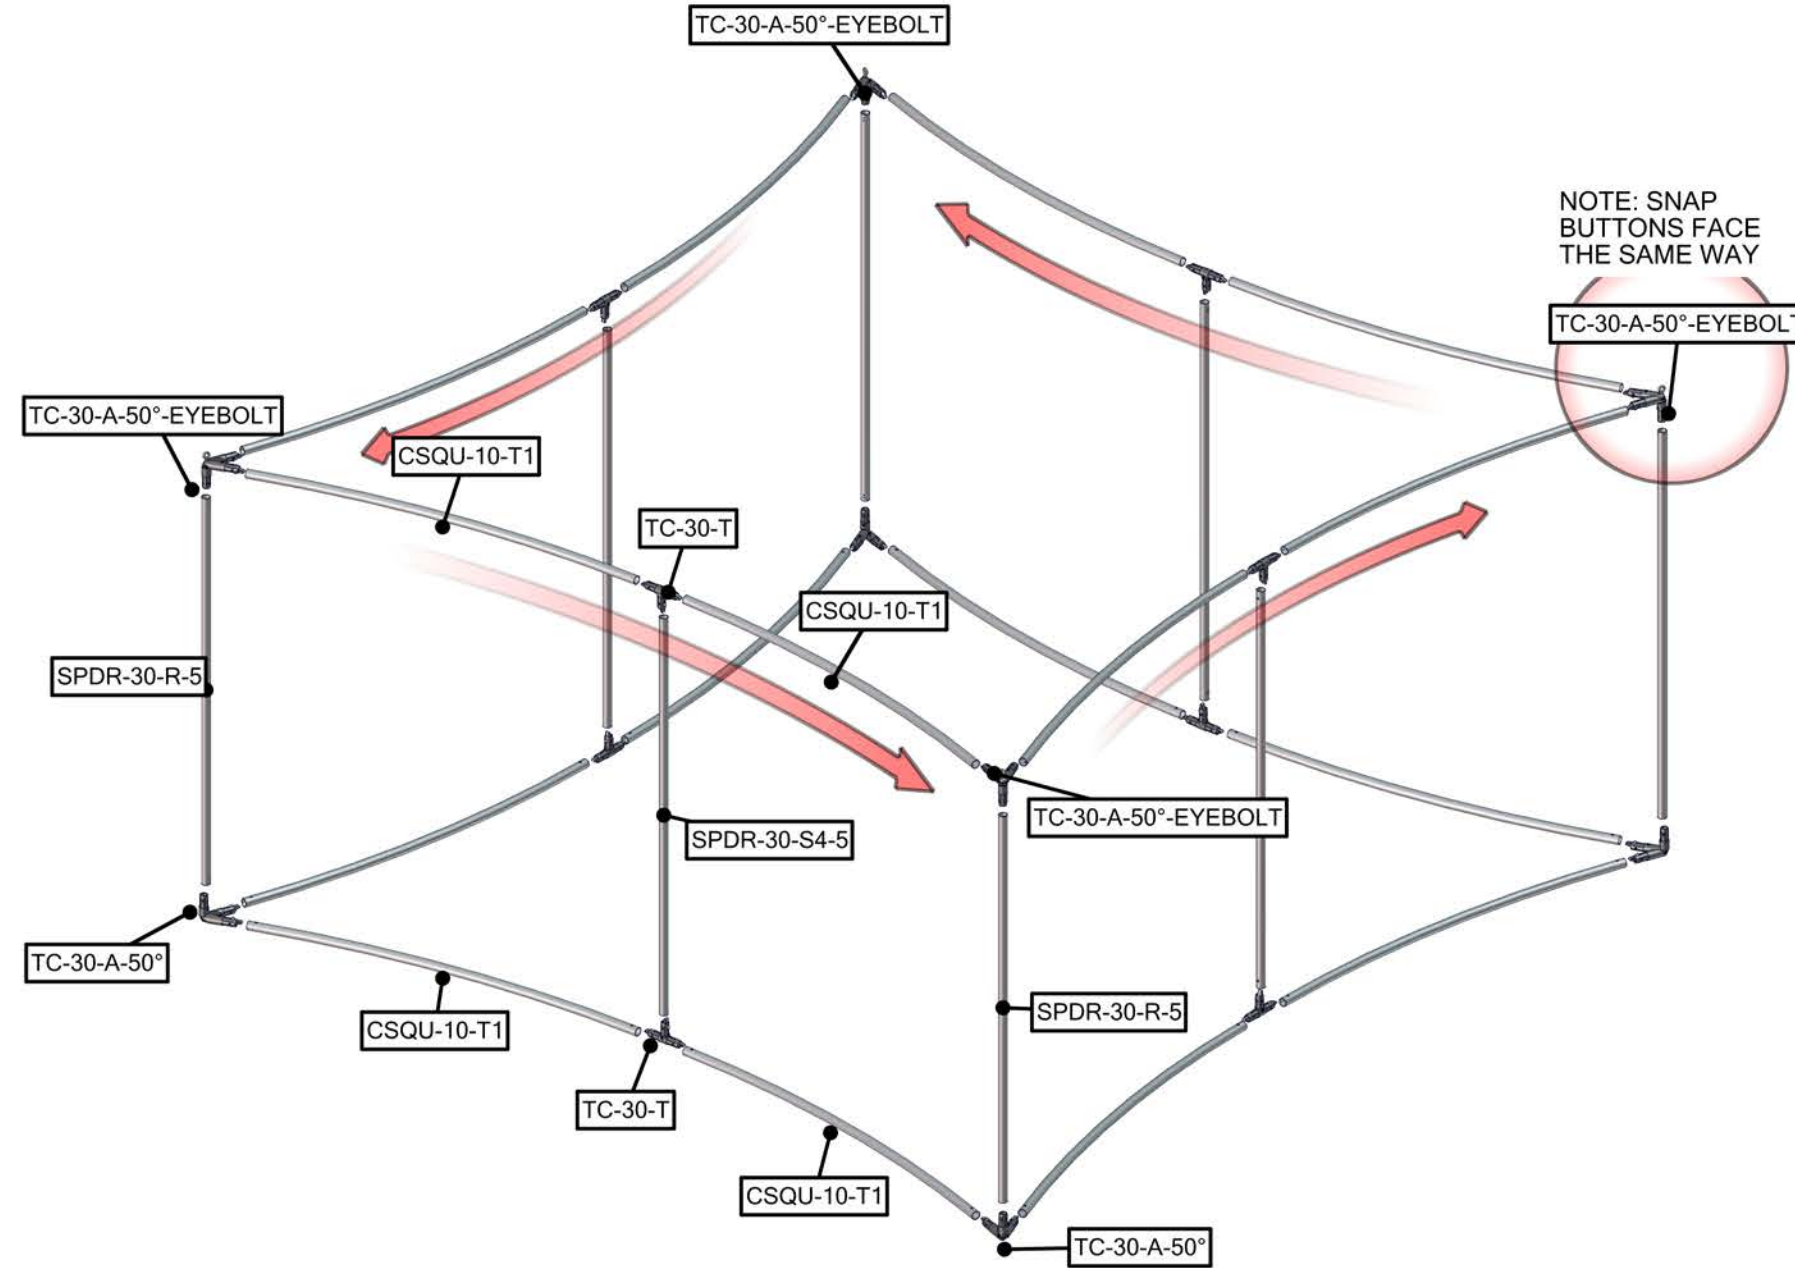 TC-30-A-50°-EYEBOLT
NOTE: SNAP
BUTTONS FACE
THE SAME WAY
TC-30-A-50°-EYEBOLT
TC-30-A-50°-EYEBOLT
CSQU-10-T1
TC-30-T
CSQU-10-T1
SPDR-30-R-5
TC-30-A-50°-EYEBOLT
SPDR-30-S4-5
TC-30-A-50°
SPDR-30-R-5
CSQU-10-T1
TC-30-T
CSQU-10-T1
TC-30-A-50°